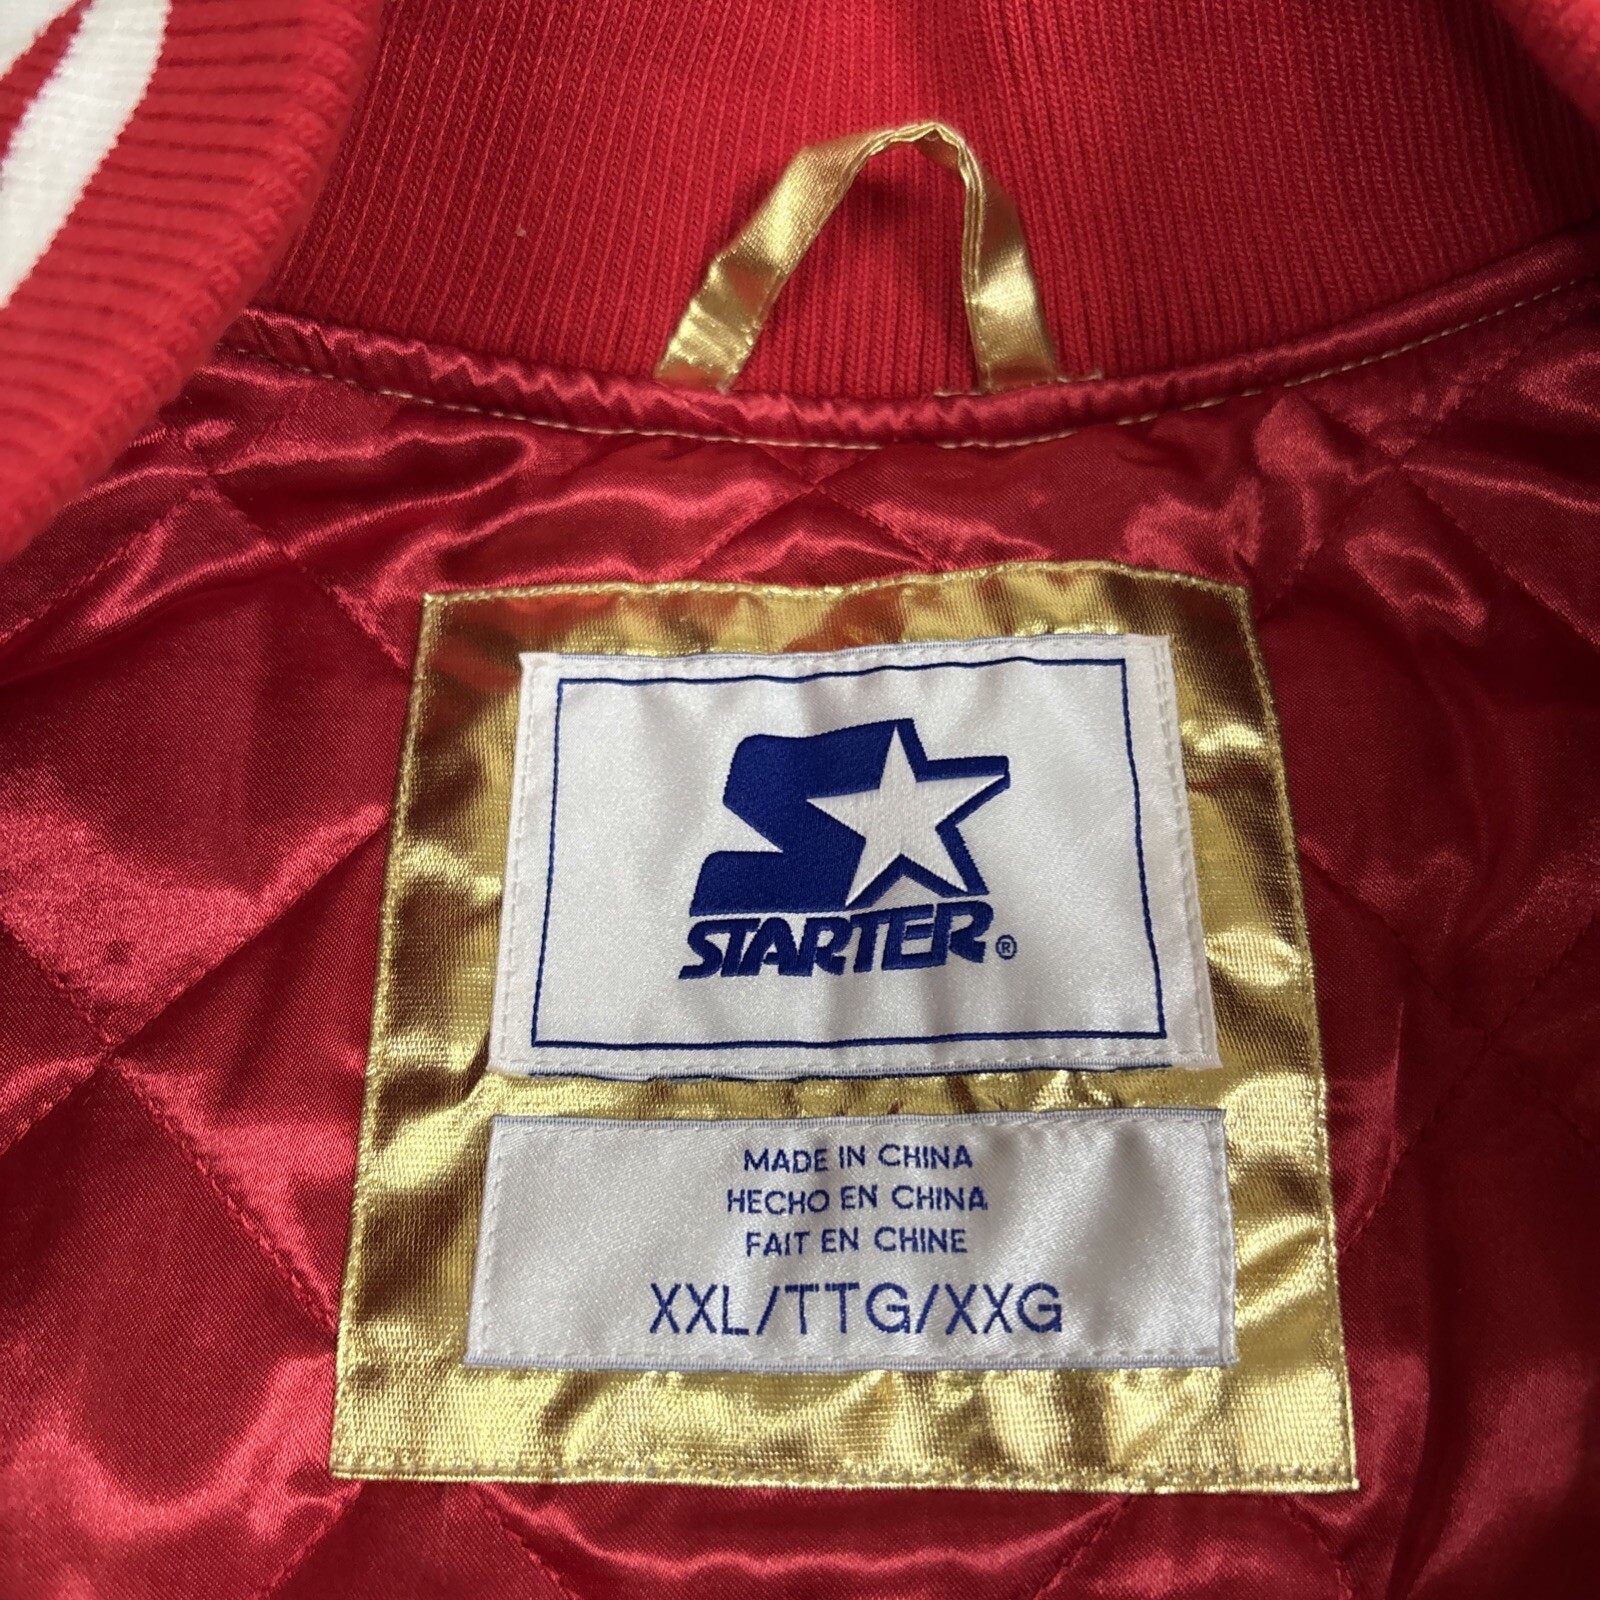 STARTER®
MADE IN CHINA
HECHO EN CHINA
FAIT EN CHINE
XXL/TTG/XXG